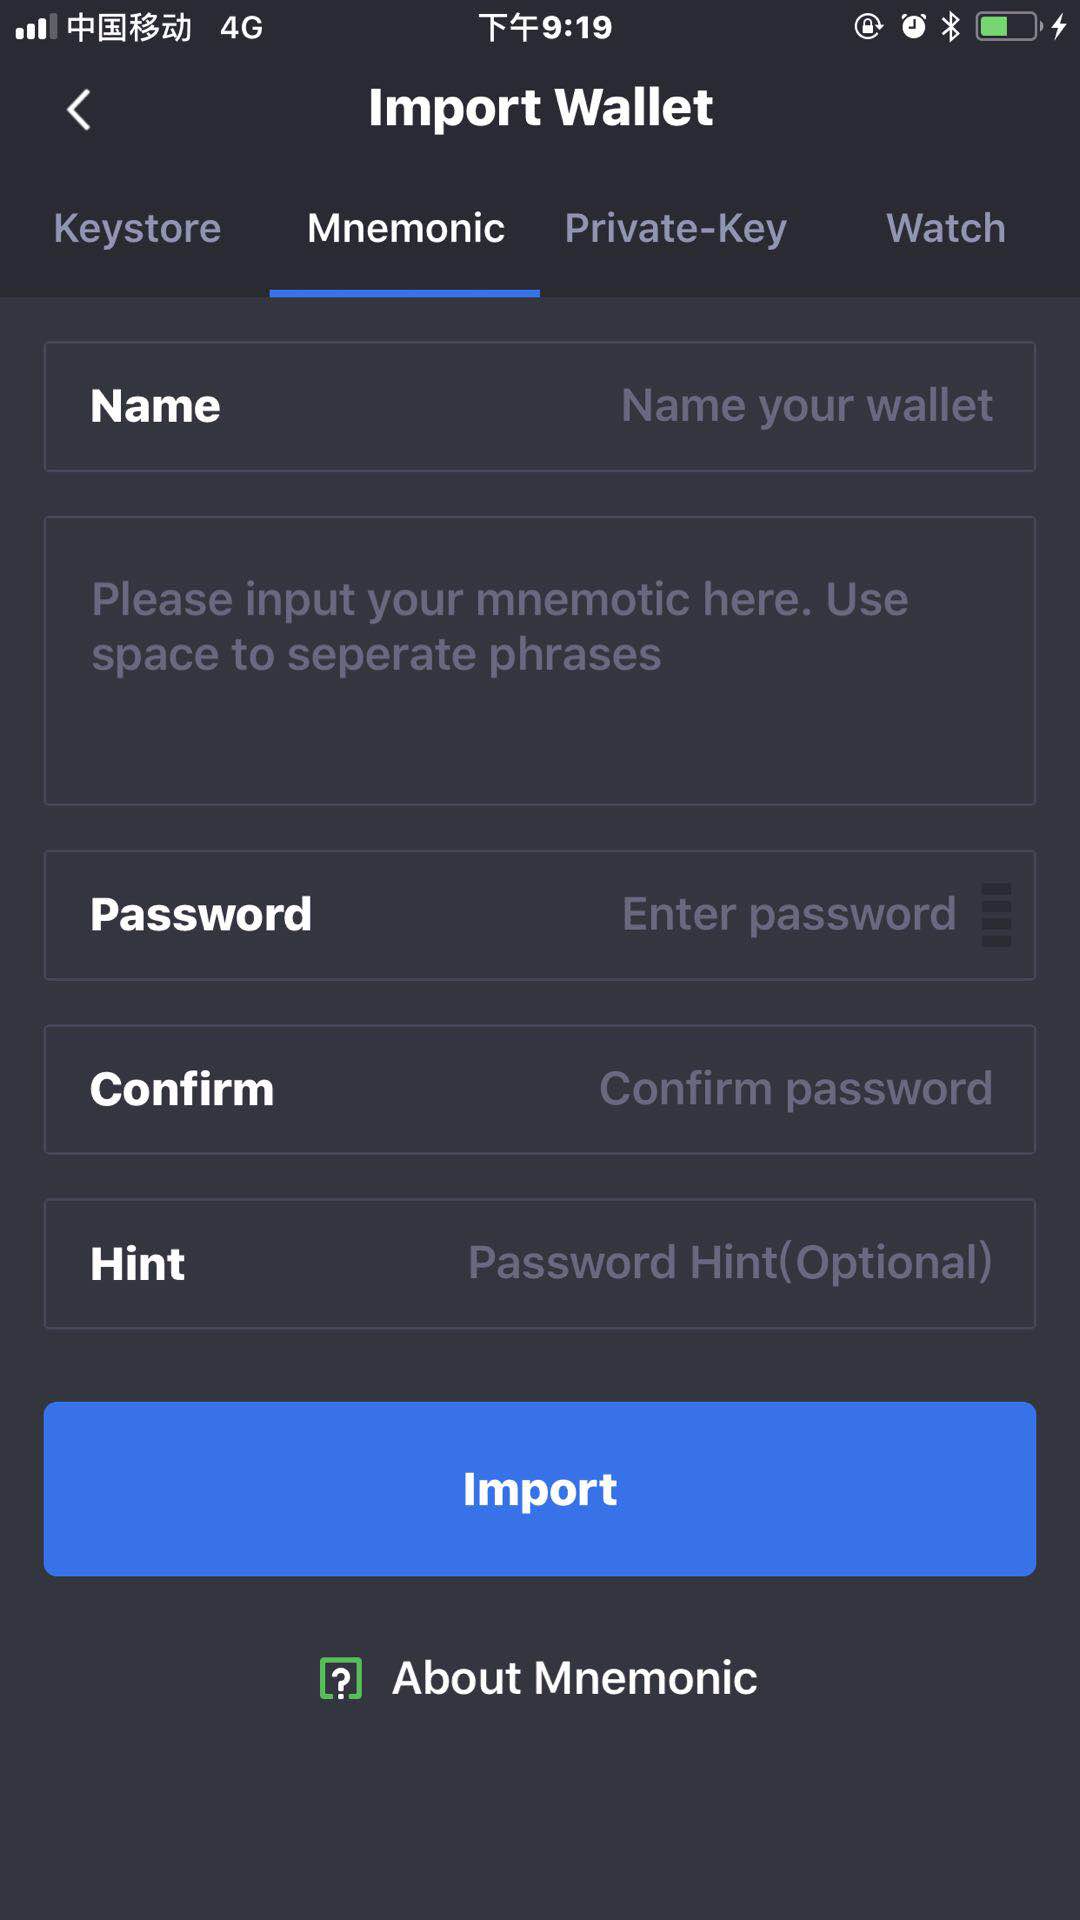 中国移动 4G 下午9:19
Import Wallet
Keystore Mnemonic Private-Key Watch
Name Name your wallet
Please input your mnemotic here. Use
space to seperate phrases
Password Enter password
Confirm Confirm password
Hint Password Hint(Optional)
Import
? About Mnemonic